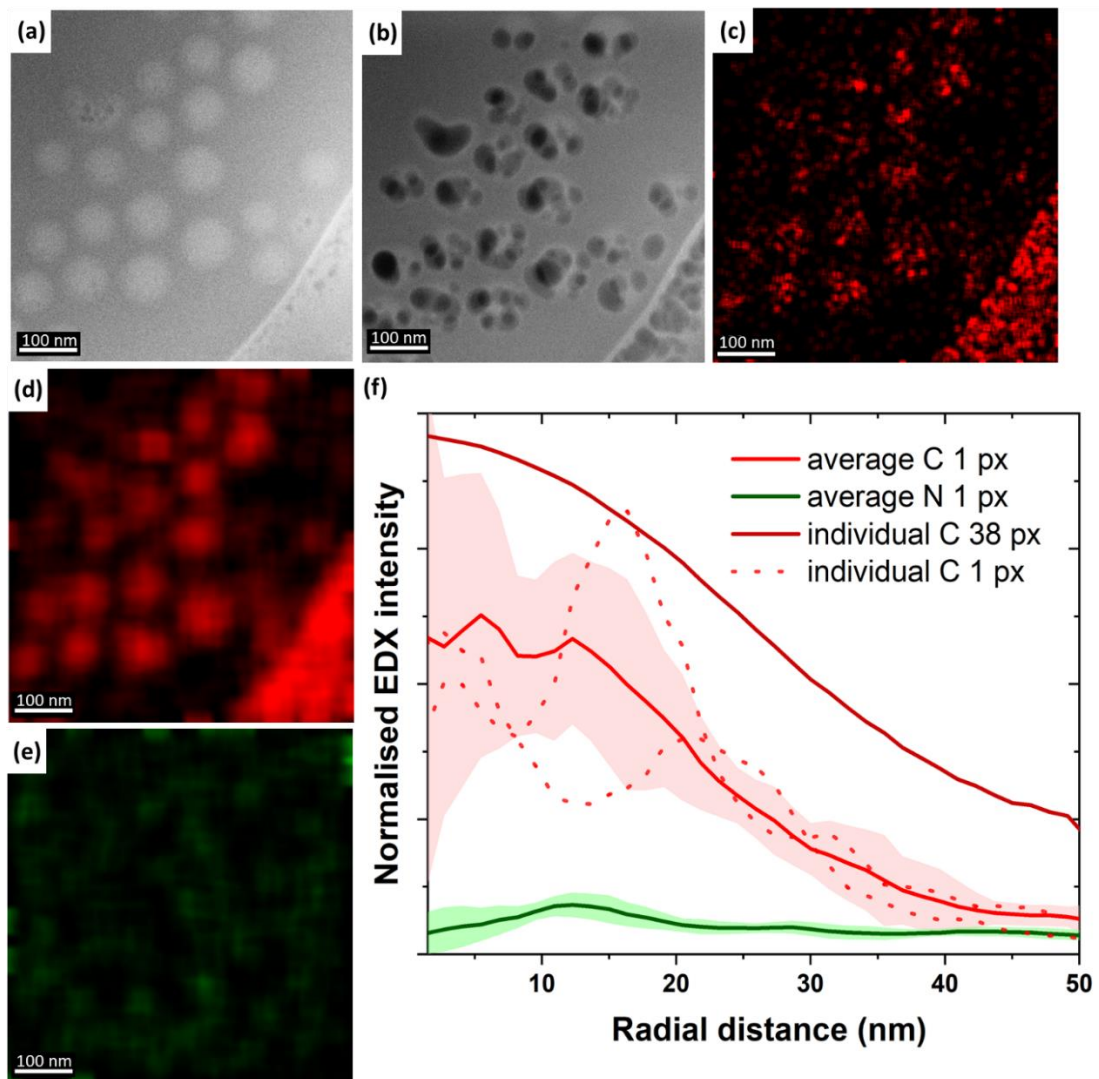 (a)
100 nm
(b)
100 nm
(c)
100 nm
(d)
100 nm
(e)
100 nm
(f)
Normalised EDX intensity
average C 1 px
average N 1 px
individual C 38 px
individual C 1 px
10
20
30
40
50
Radial distance (nm)